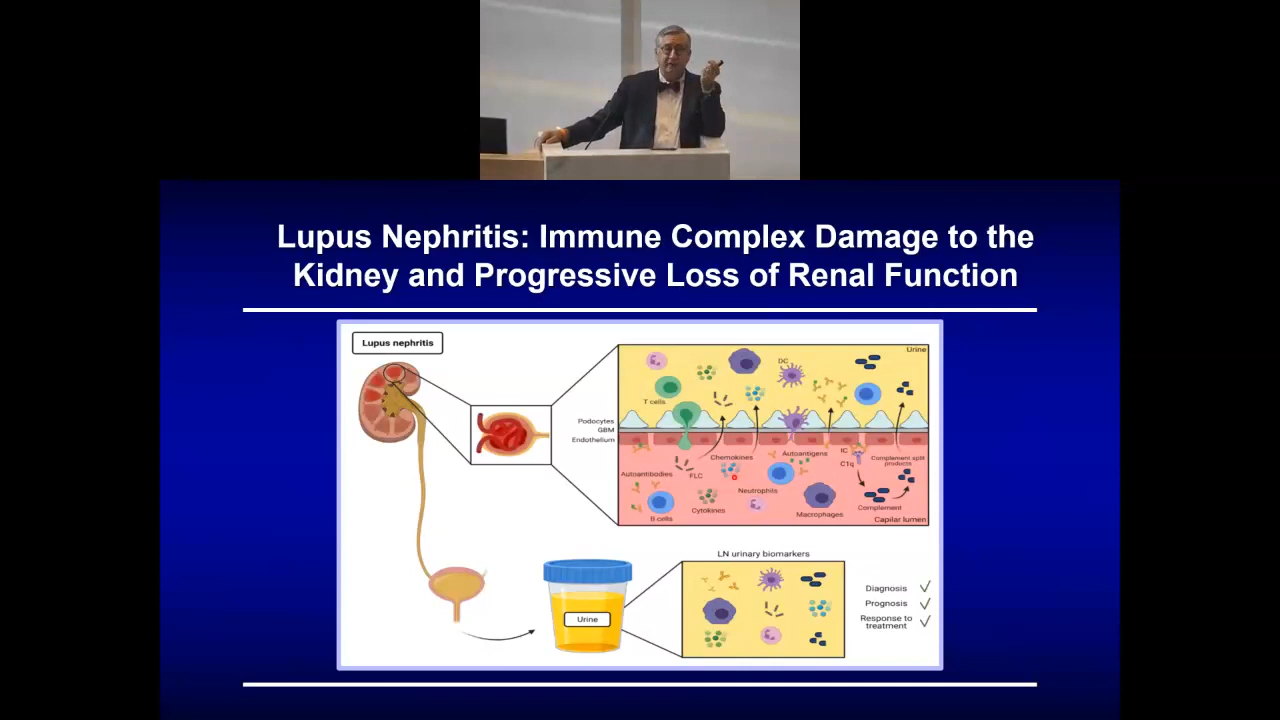 Lupus Nephritis: Immune Complex Damage to the
Kidney and Progressive Loss of Renal Function
Lupus nephritis
Urine
DC
T cells
Podocytes
GBM
Endothelium
Chemokines
Autoantigens
IC
C1q
Complement split
products
Autoantibodies
FLC
Neutrophils
Cytokines
B cells
Macrophages
Complement
Capilar lumen
LN urinary biomarkers
Urine
Diagnosis ✓
Prognosis ✓
Response to
treatment ✓